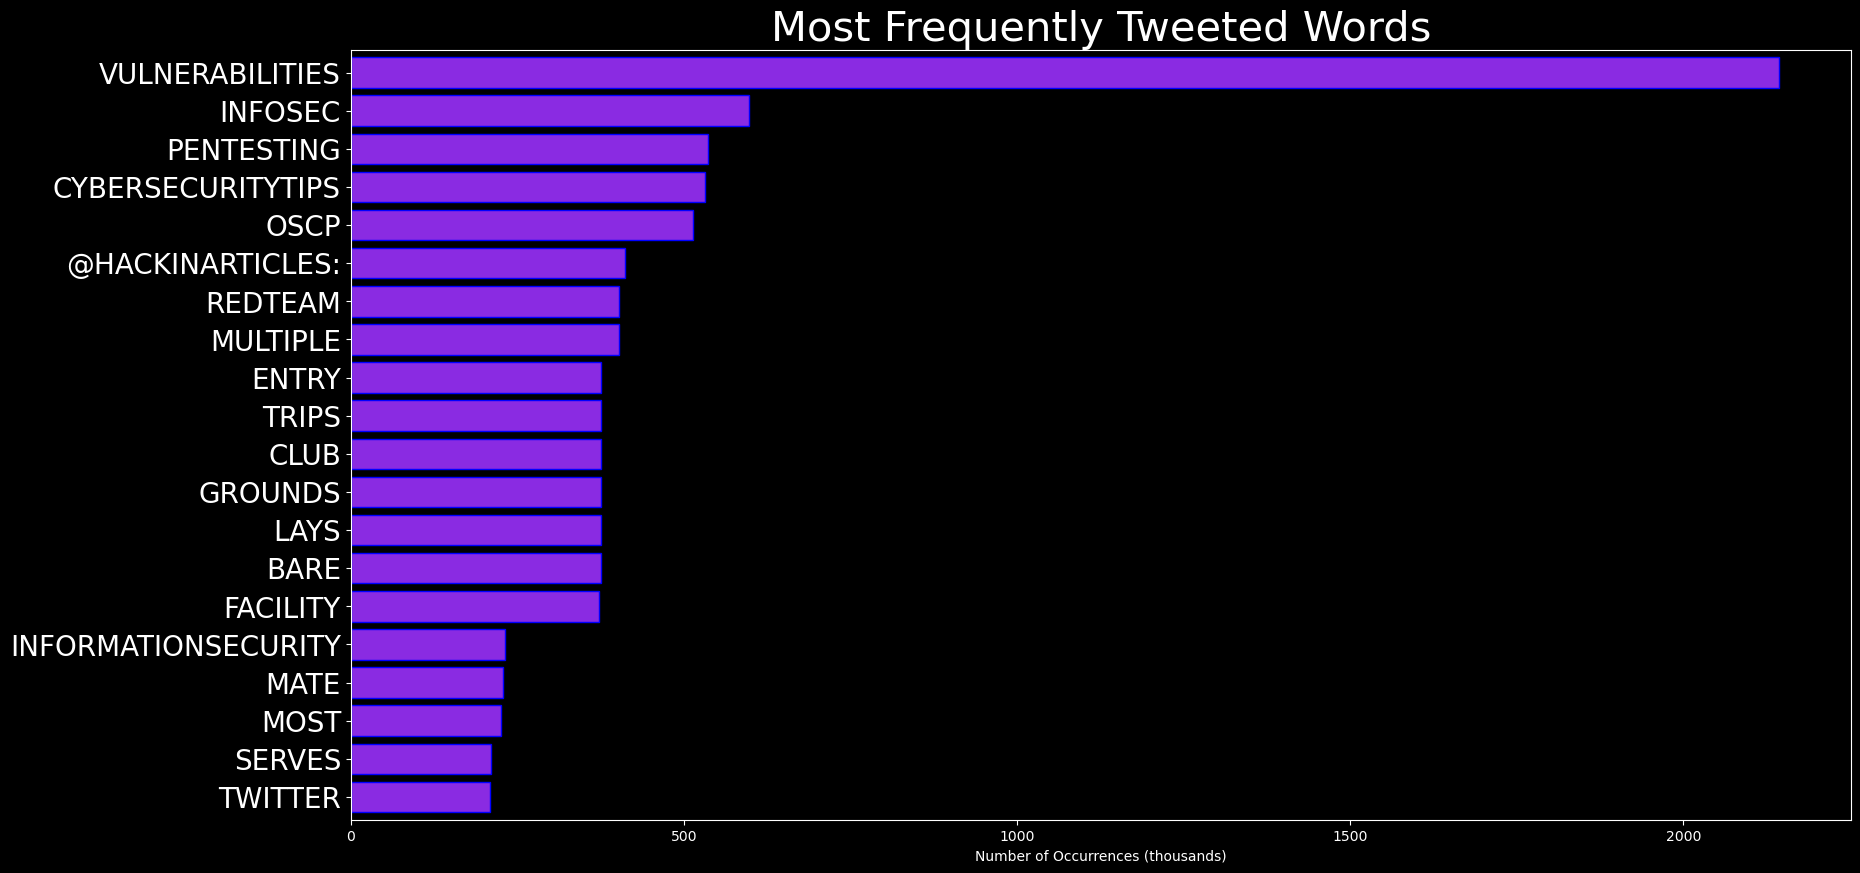 Most Frequently Tweeted Words
VULNERABILITIES
INFOSEC
PENTESTING
CYBERSECURITYTIPS
OSCP
@HACKINARTICLES:
REDTEAM
MULTIPLE
ENTRY
TRIPS
CLUB
GROUNDS
LAYS
BARE
FACILITY
INFORMATIONSECURITY
MATE
MOST
SERVES
TWITTER
0 500 1000 1500 2000
Number of Occurrences (thousands)